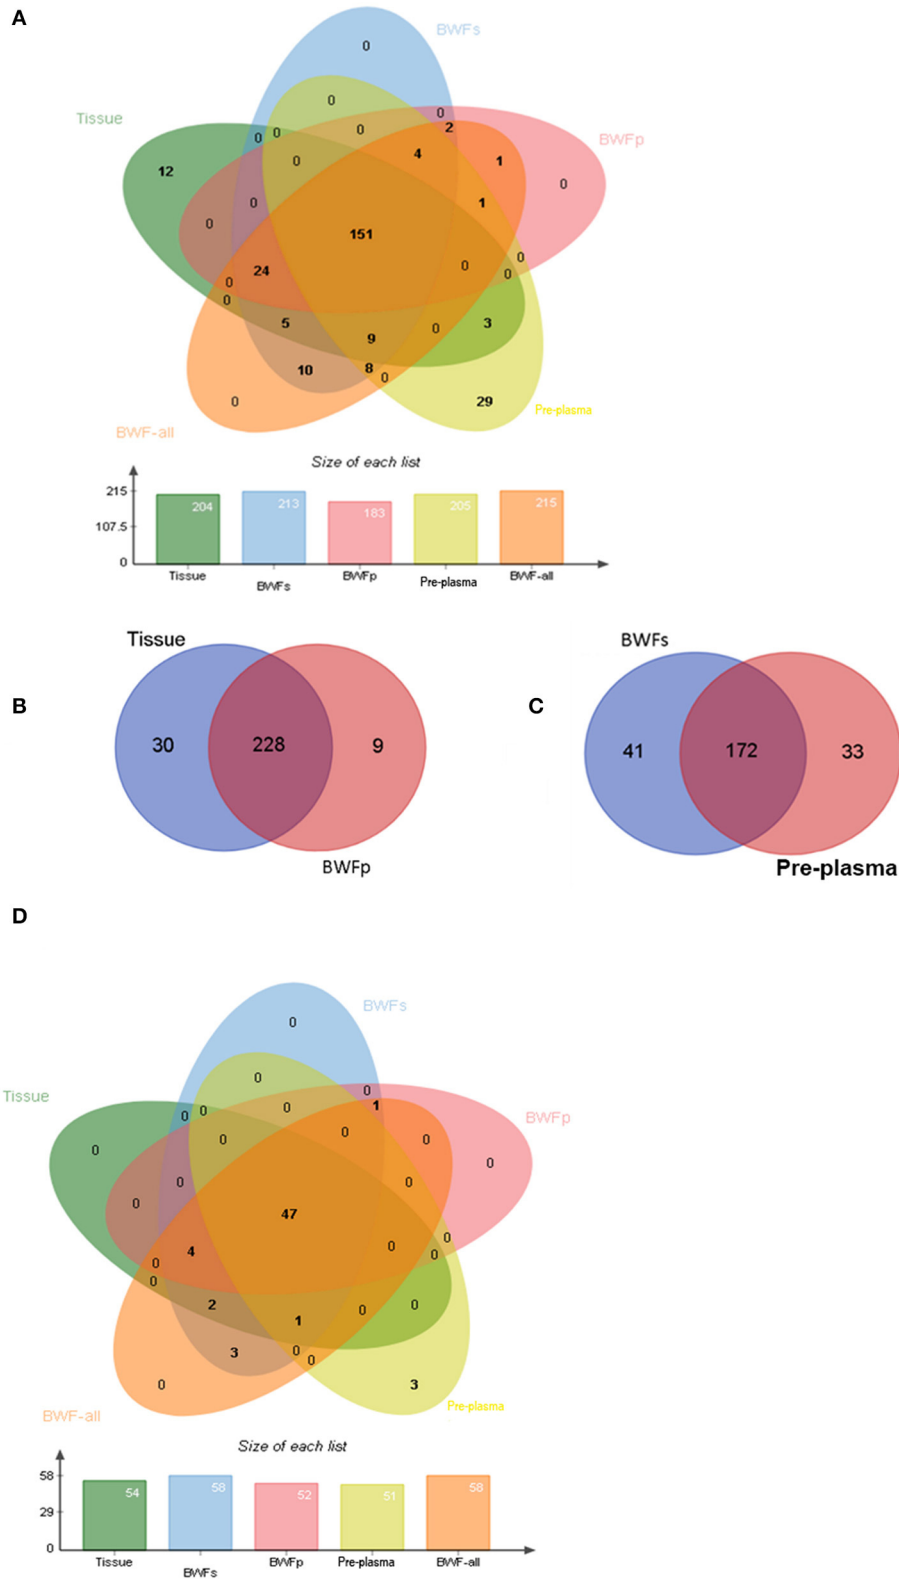 A
BWFs
0
Tissue
0
0
2
BWFp
0
0
0
4
1
12
0
0
0
1
0
151
24
0
0
0
0
0
5
9
0
3
10
8
0
0
29
Pre-plasma
BWF-all
Size of each list
215
107.5
0
204
213
183
205
215
Tissue
BWFs
BWFp
Pre-plasma
BWF-all
Tissue
B
30
228
9
BWFp
BWFs
C
41
172
33
Pre-plasma
D
BWFs
0
Tissue
0
0
1
BWFp
0
0
0
0
0
0
0
0
0
0
0
47
4
0
0
0
0
0
2
1
0
0
3
0
0
0
3
Pre-plasma
BWF-all
Size of each list
58
29
0
54
58
52
51
58
Tissue
BWFs
BWFp
Pre-plasma
BWF-all